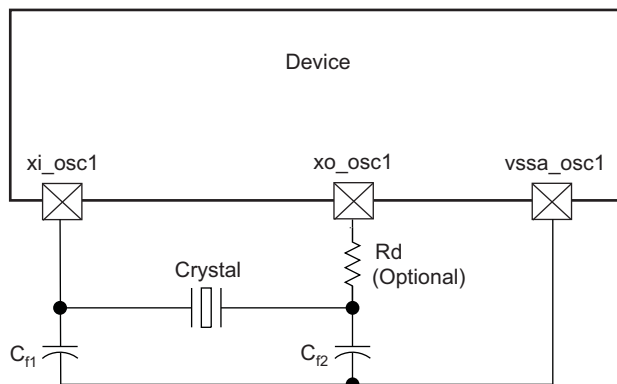 Device
xi_osc1
xo_osc1
vssa_osc1
Rd
(Optional)
Crystal
Cf1
Cf2